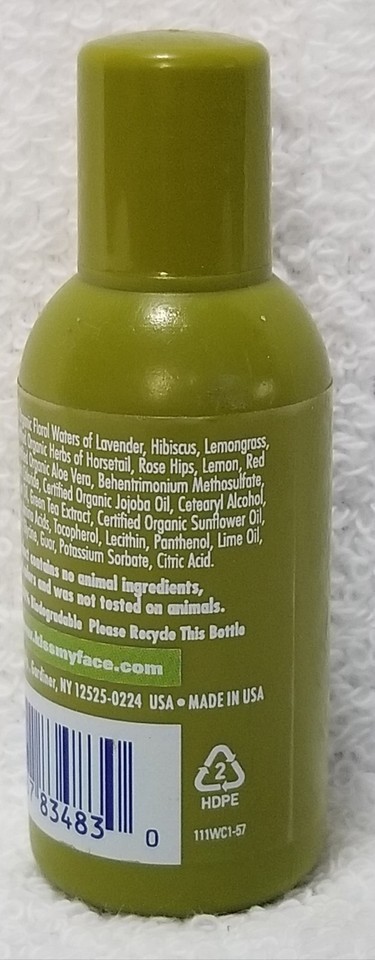 Floral Waters of Lavender, Hibiscus, Lemongrass,
Organic Herbs of Horsetail, Rose Hips, Lemon, Red
Organic Aloe Vera, Behentrimonium Methosulfate,
Certified Organic Jojoba Oil, Cetearyl Alcohol,
Green Tea Extract, Certified Organic Sunflower Oil,
Acids, Tocopherol, Lecithin, Panthenol, Lime Oil,
Guar, Potassium Sorbate, Citric Acid.
contains no animal ingredients,
and was not tested on animals.
Biodegradable Please Recycle This Bottle
kissmyface.com
Gardiner, NY 12525-0224 USA • MADE IN USA
83483 0
2
HDPE
111WC1-57